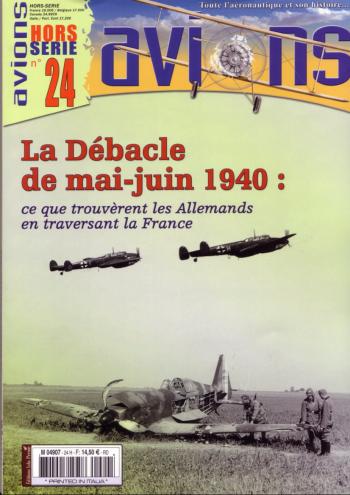 Toute l'aéronautique et son histoire...
HORS-SERIE
avions
HORS
SERIE
n° 24
avions
La Débacle
de mai-juin 1940 :
ce que trouvèrent les Allemands
en traversant la France
M 04907 - 24 H - F: 14,50 € - RD
* PRINTED IN ITALIA *